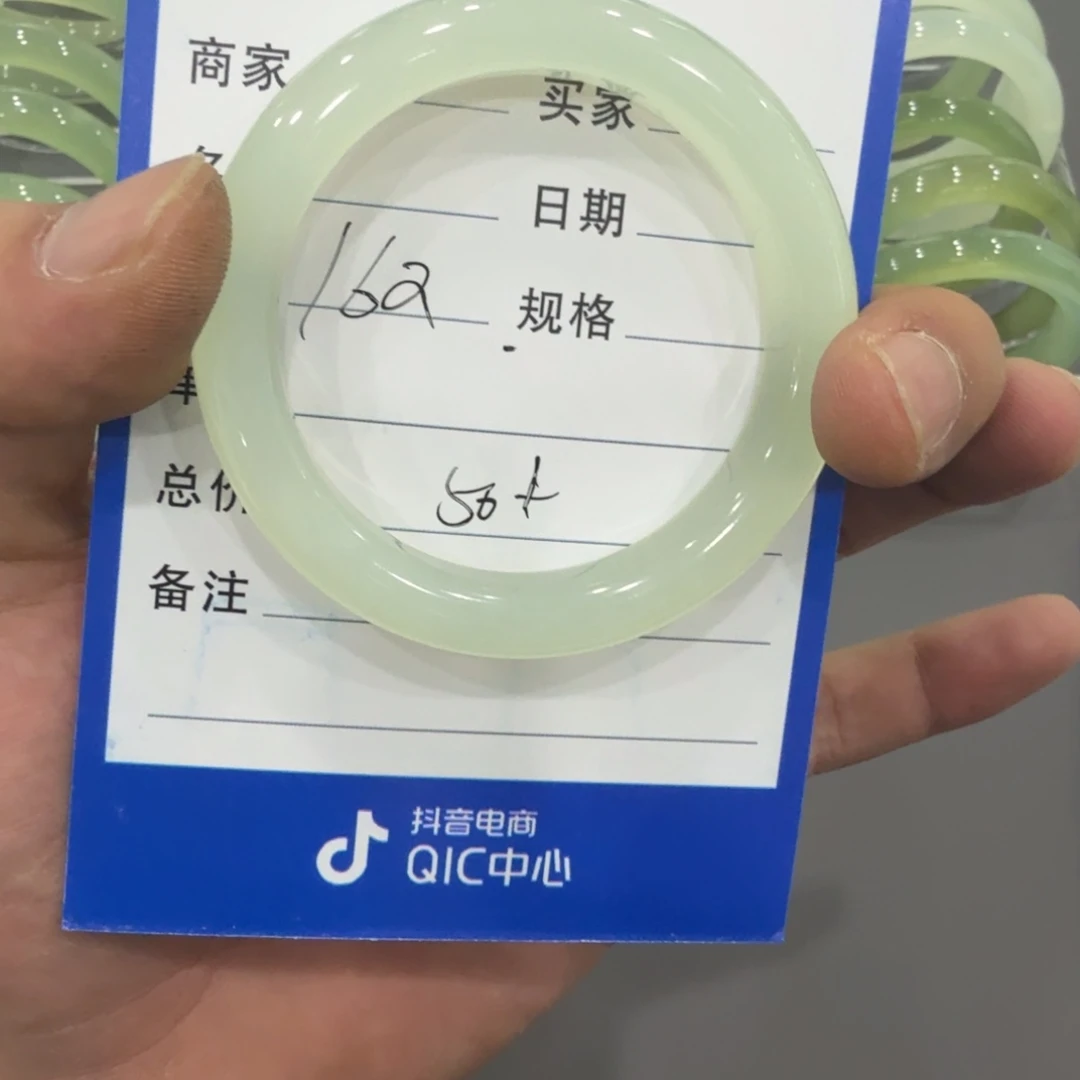 商家 买家
日期
162 规格
50+
总价
备注
抖音电商
QIC中心